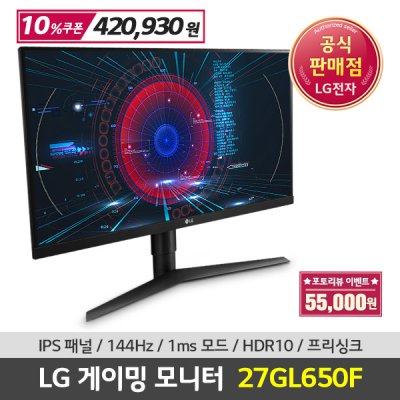 10%쿠폰 420,930원
Authorized seller
공식
판매점
LG전자
LG
★포토리뷰 이벤트★
55,000원
IPS 패널 / 144Hz / 1ms 모드 / HDR10 / 프리싱크
LG 게이밍 모니터 27GL650F